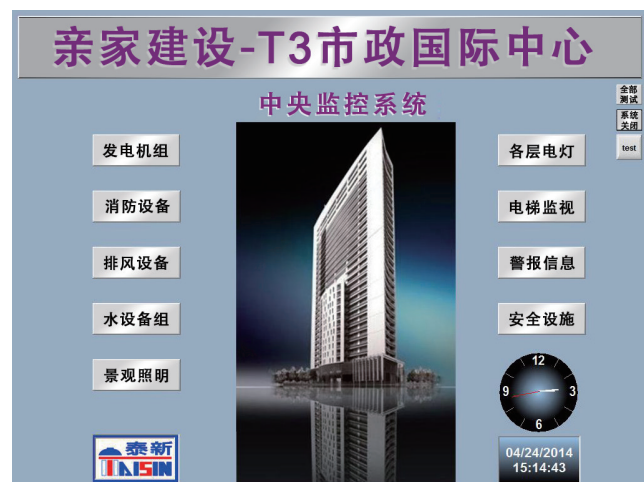 亲家建设-T3市政国际中心
中央监控系统
全部
测试
系统
关闭
test
发电机组
消防设备
排风设备
水设备组
景观照明
各层电灯
电梯监视
警报信息
安全设施
12
9
3
6
泰新
TAISIN
04/24/2014
15:14:43